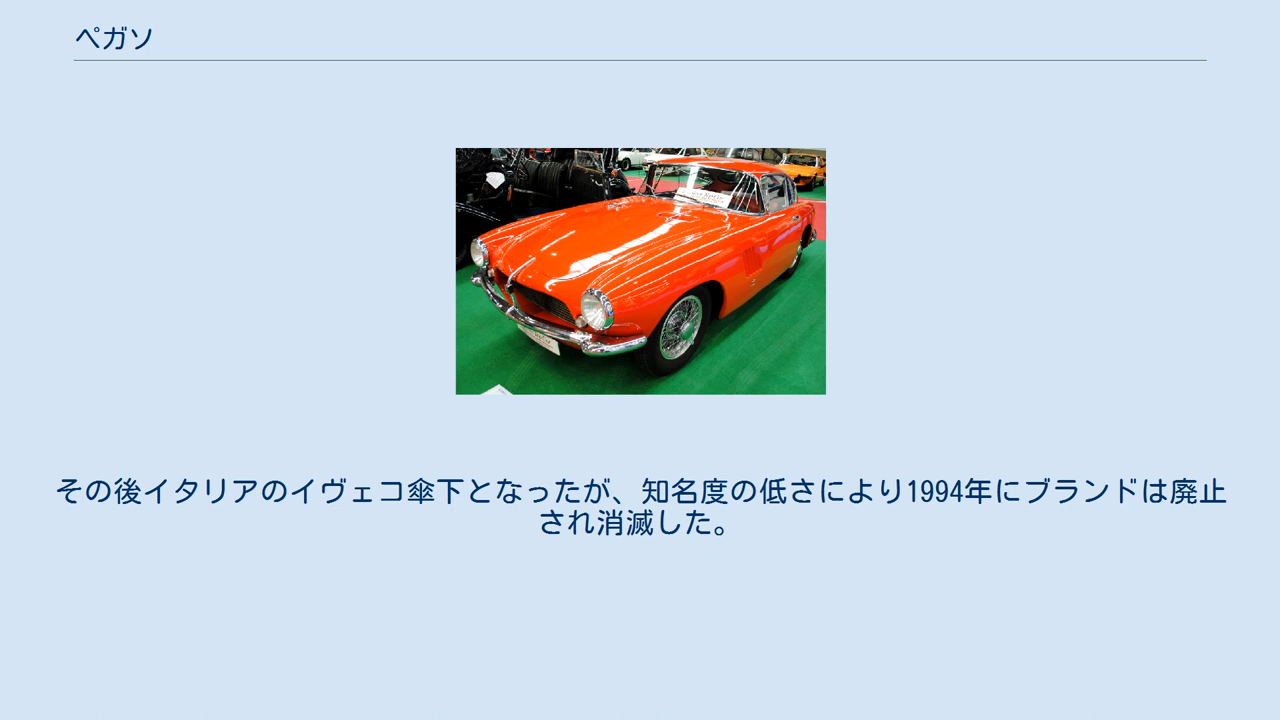 ペガソ
その後イタリアのイヴェコ傘下となったが、知名度の低さにより1994年にブランドは廃止
され消滅した。